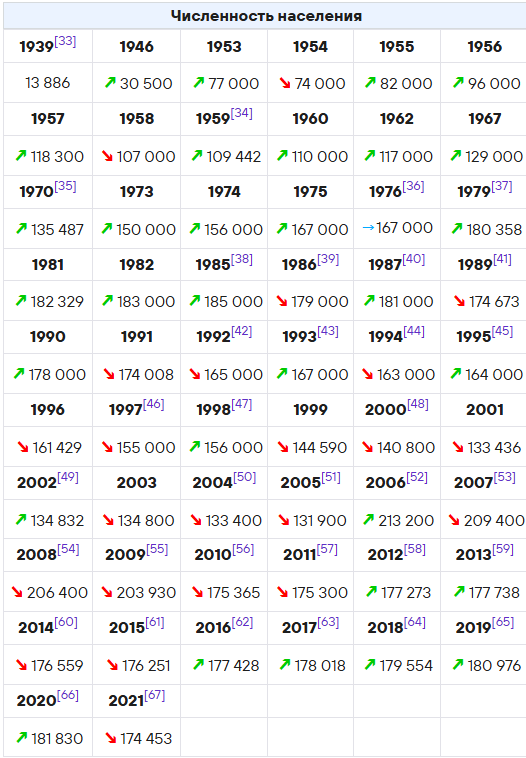 Численность населения
1939[33] 1946 1953 1954 1955 1956
13 886 ↗30 500 ↗77 000 ↘74 000 ↗82 000 ↗96 000
1957 1958 1959[34] 1960 1962 1967
↗118 300 ↘107 000 ↗109 442 ↗110 000 ↗117 000 ↗129 000
1970[35] 1973 1974 1975 1976[36] 1979[37]
↗135 487 ↗150 000 ↗156 000 ↗167 000 →167 000 ↗180 358
1981 1982 1985[38] 1986[39] 1987[40] 1989[41]
↗182 329 ↗183 000 ↗185 000 ↘179 000 ↗181 000 ↘174 673
1990 1991 1992[42] 1993[43] 1994[44] 1995[45]
↗178 000 ↘174 008 ↘165 000 ↗167 000 ↘163 000 ↗164 000
1996 1997[46] 1998[47] 1999 2000[48] 2001
↘161 429 ↘155 000 ↗156 000 ↘144 590 ↘140 800 ↘133 436
2002[49] 2003 2004[50] 2005[51] 2006[52] 2007[53]
↗134 832 ↘134 800 ↘133 400 ↘131 900 ↗213 200 ↘209 400
2008[54] 2009[55] 2010[56] 2011[57] 2012[58] 2013[59]
↘206 400 ↘203 930 ↘175 365 ↘175 300 ↗177 273 ↗177 738
2014[60] 2015[61] 2016[62] 2017[63] 2018[64] 2019[65]
↘176 559 ↘176 251 ↗177 428 ↗178 018 ↗179 554 ↗180 976
2020[66] 2021[67]
↗181 830 ↘174 453